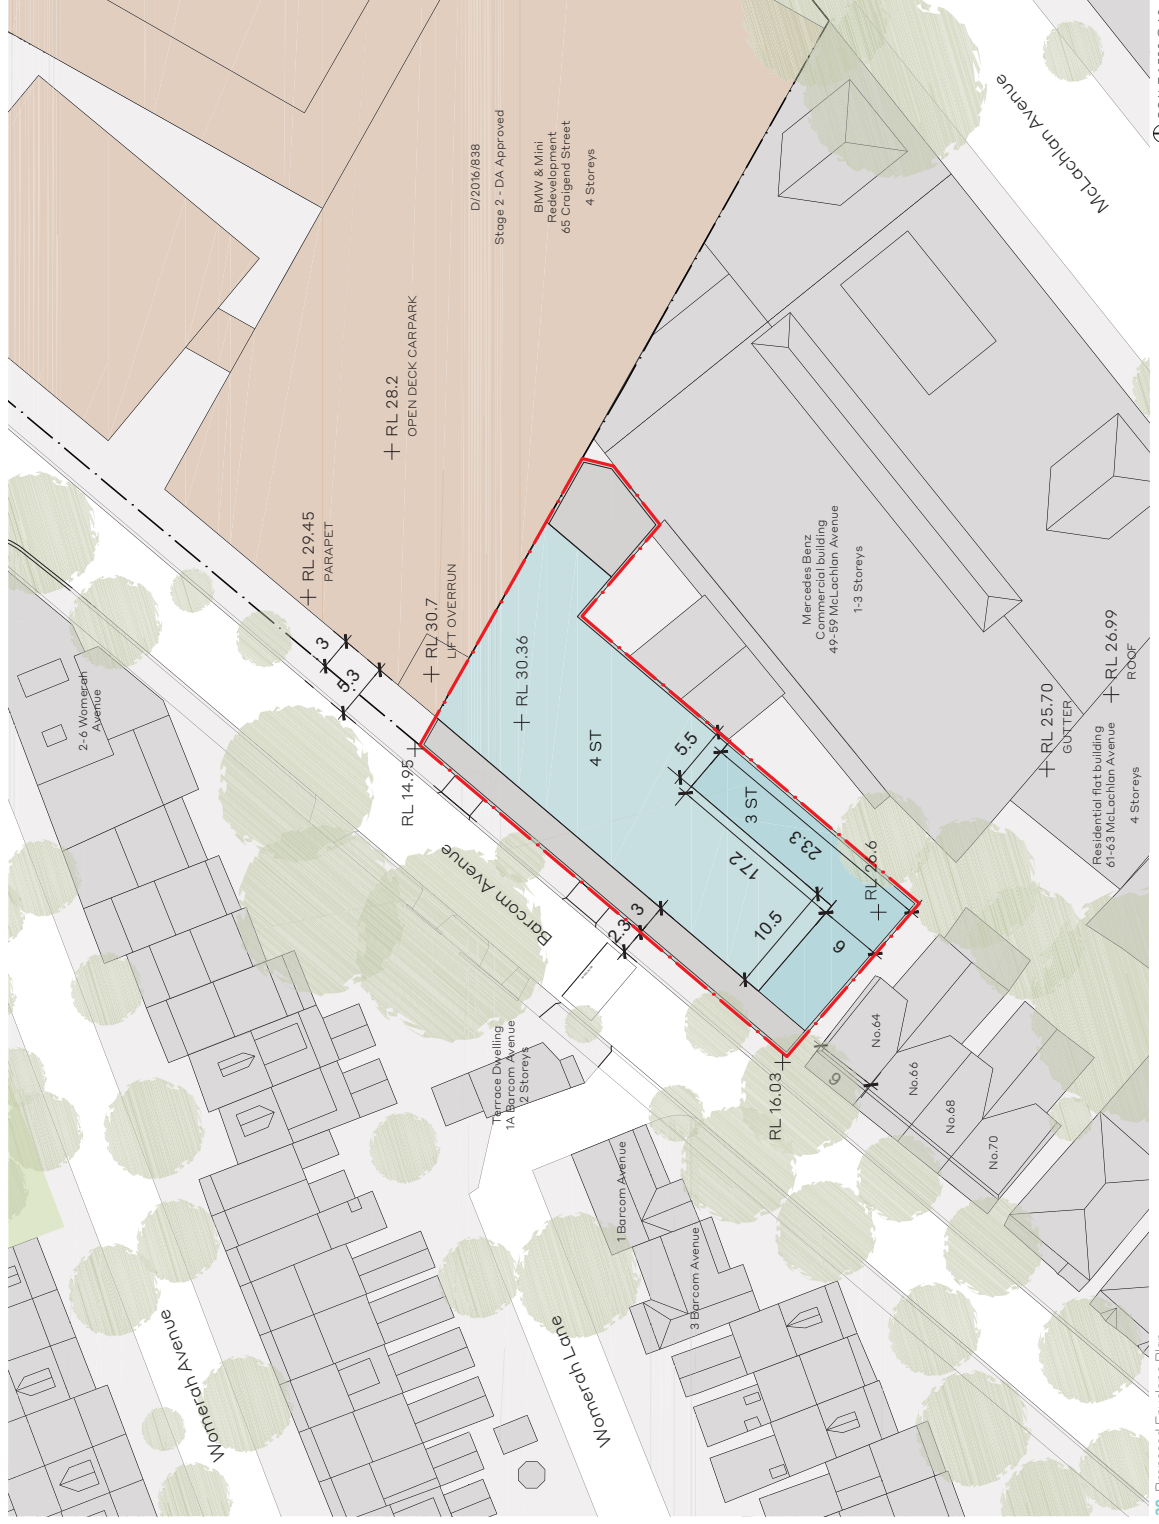 D/2016/838
Stage 2 - DA Approved
BMW & Mini
Redevelopment
65 Craigend Street
4 Storeys
McLachlan Avenue
RL 28.2
OPEN DECK CARPARK
RL 29.45
PARAPET
RL 30.7
LIFT OVERRUN
3
5.3
2-6 Womerah
Avenue
RL 14.95
RL 30.36
4 ST
Mercedes Benz
Commercial building
49-59 McLachlan Avenue
1-3 Storeys
RL 26.99
ROOF
RL 25.70
GUTTER
Residential flat building
61-63 McLachlan Avenue
4 Storeys
5.5
3 ST
23.3
17.2
10.5
6
RL 26.6
Barcom Avenue
2.3
3
Terrace Dwelling
1A Barcom Avenue
2 Storeys
RL 16.03
6
No.64
No.66
No.68
No.70
1 Barcom Avenue
3 Barcom Avenue
Womerah Avenue
Womerah Lane